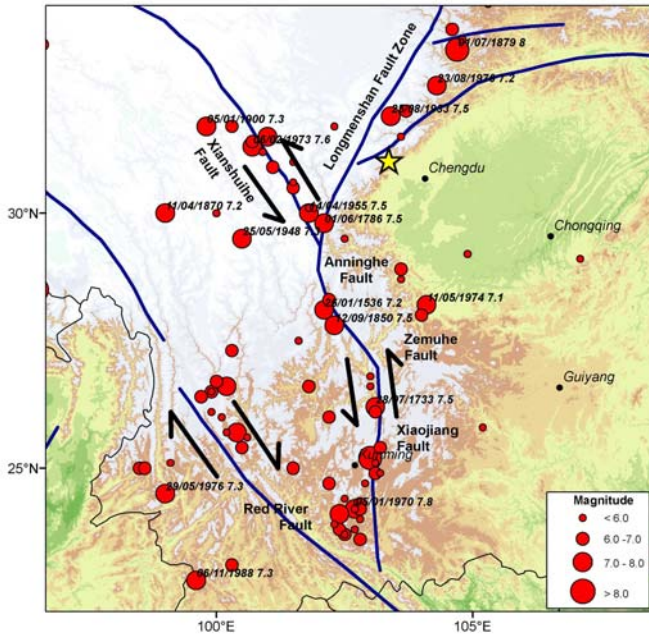 01/07/1879 8
23/08/1976 7.2
25/08/1933 7.5
Longmenshan Fault Zone
05/01/1900 7.3
06/02/1973 7.6
Xianshuihe
Fault
Chengdu
11/04/1870 7.2
14/04/1955 7.5
01/06/1786 7.5
30°N
Chongqing
25/05/1948 7.3
Anninghe
Fault
11/05/1974 7.1
12/09/1850 7.5
Zemuhe
Fault
Guiyang
28/07/1733 7.5
Xiaojiang
Fault
Kunming
25°N
29/05/1976 7.3
05/01/1970 7.8
Red River
Fault
06/11/1988 7.3
Magnitude
< 6.0
6.0 -7.0
7.0 - 8.0
> 8.0
100°E
105°E